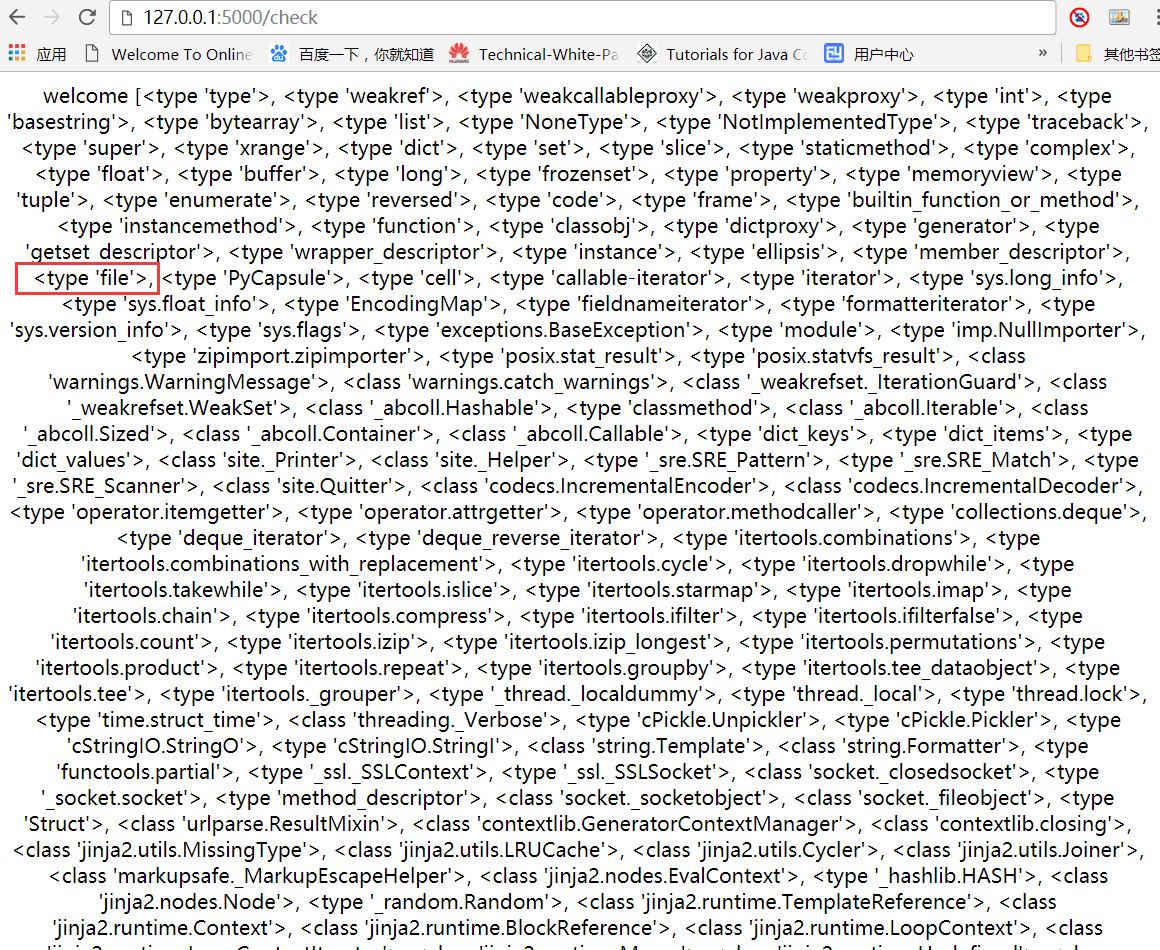 127.0.0.1:5000/check
应用 Welcome To Online 百度一下，你就知道 Technical-White-Pa Tutorials for Java Co 用户中心 » 其他书签
welcome [<type 'type'>, <type 'weakref'>, <type 'weakcallableproxy'>, <type 'weakproxy'>, <type 'int'>, <type
'basestring'>, <type 'bytearray'>, <type 'list'>, <type 'NoneType'>, <type 'NotImplementedType'>, <type 'traceback'>,
<type 'super'>, <type 'xrange'>, <type 'dict'>, <type 'set'>, <type 'slice'>, <type 'staticmethod'>, <type 'complex'>,
<type 'float'>, <type 'buffer'>, <type 'long'>, <type 'frozenset'>, <type 'property'>, <type 'memoryview'>, <type
'tuple'>, <type 'enumerate'>, <type 'reversed'>, <type 'code'>, <type 'frame'>, <type 'builtin_function_or_method'>,
<type 'instancemethod'>, <type 'function'>, <type 'classobj'>, <type 'dictproxy'>, <type 'generator'>, <type
'getset_descriptor'>, <type 'wrapper_descriptor'>, <type 'instance'>, <type 'ellipsis'>, <type 'member_descriptor'>,
<type 'file'>, <type 'PyCapsule'>, <type 'cell'>, <type 'callable-iterator'>, <type 'iterator'>, <type 'sys.long_info'>,
<type 'sys.float_info'>, <type 'EncodingMap'>, <type 'fieldnameiterator'>, <type 'formatteriterator'>, <type
'sys.version_info'>, <type 'sys.flags'>, <type 'exceptions.BaseException'>, <type 'module'>, <type 'imp.NullImporter'>,
<type 'zipimport.zipimporter'>, <type 'posix.stat_result'>, <type 'posix.statvfs_result'>, <class
'warnings.WarningMessage'>, <class 'warnings.catch_warnings'>, <class '_weakrefset._IterationGuard'>, <class
'_weakrefset.WeakSet'>, <class '_abcoll.Hashable'>, <type 'classmethod'>, <class '_abcoll.Iterable'>, <class
'_abcoll.Sized'>, <class '_abcoll.Container'>, <class '_abcoll.Callable'>, <type 'dict_keys'>, <type 'dict_items'>, <type
'dict_values'>, <class 'site._Printer'>, <class 'site._Helper'>, <type '_sre.SRE_Pattern'>, <type '_sre.SRE_Match'>, <type
'_sre.SRE_Scanner'>, <class 'site.Quitter'>, <class 'codecs.IncrementalEncoder'>, <class 'codecs.IncrementalDecoder'>,
<type 'operator.itemgetter'>, <type 'operator.attrgetter'>, <type 'operator.methodcaller'>, <type 'collections.deque'>,
<type 'deque_iterator'>, <type 'deque_reverse_iterator'>, <type 'itertools.combinations'>, <type
'itertools.combinations_with_replacement'>, <type 'itertools.cycle'>, <type 'itertools.dropwhile'>, <type
'itertools.takewhile'>, <type 'itertools.islice'>, <type 'itertools.starmap'>, <type 'itertools.imap'>, <type
'itertools.chain'>, <type 'itertools.compress'>, <type 'itertools.ifilter'>, <type 'itertools.ifilterfalse'>, <type
'itertools.count'>, <type 'itertools.izip'>, <type 'itertools.izip_longest'>, <type 'itertools.permutations'>, <type
'itertools.product'>, <type 'itertools.repeat'>, <type 'itertools.groupby'>, <type 'itertools.tee_dataobject'>, <type
'itertools.tee'>, <type 'itertools._grouper'>, <type '_thread._localdummy'>, <type 'thread._local'>, <type 'thread.lock'>,
<type 'time.struct_time'>, <class 'threading._Verbose'>, <type 'cPickle.Unpickler'>, <type 'cPickle.Pickler'>, <type
'cStringIO.StringO'>, <type 'cStringIO.StringI'>, <class 'string.Template'>, <class 'string.Formatter'>, <type
'functools.partial'>, <type '_ssl._SSLContext'>, <type '_ssl._SSLSocket'>, <class 'socket._closedsocket'>, <type
'_socket.socket'>, <type 'method_descriptor'>, <class 'socket._socketobject'>, <class 'socket._fileobject'>, <type
'Struct'>, <class 'urlparse.ResultMixin'>, <class 'contextlib.GeneratorContextManager'>, <class 'contextlib.closing'>,
<class 'jinja2.utils.MissingType'>, <class 'jinja2.utils.LRUCache'>, <class 'jinja2.utils.Cycler'>, <class 'jinja2.utils.Joiner'>,
<class 'markupsafe._MarkupEscapeHelper'>, <class 'jinja2.nodes.EvalContext'>, <type '_hashlib.HASH'>, <class
'jinja2.nodes.Node'>, <type '_random.Random'>, <class 'jinja2.runtime.TemplateReference'>, <class
'jinja2.runtime.Context'>, <class 'jinja2.runtime.BlockReference'>, <class 'jinja2.runtime.LoopContext'>, <class